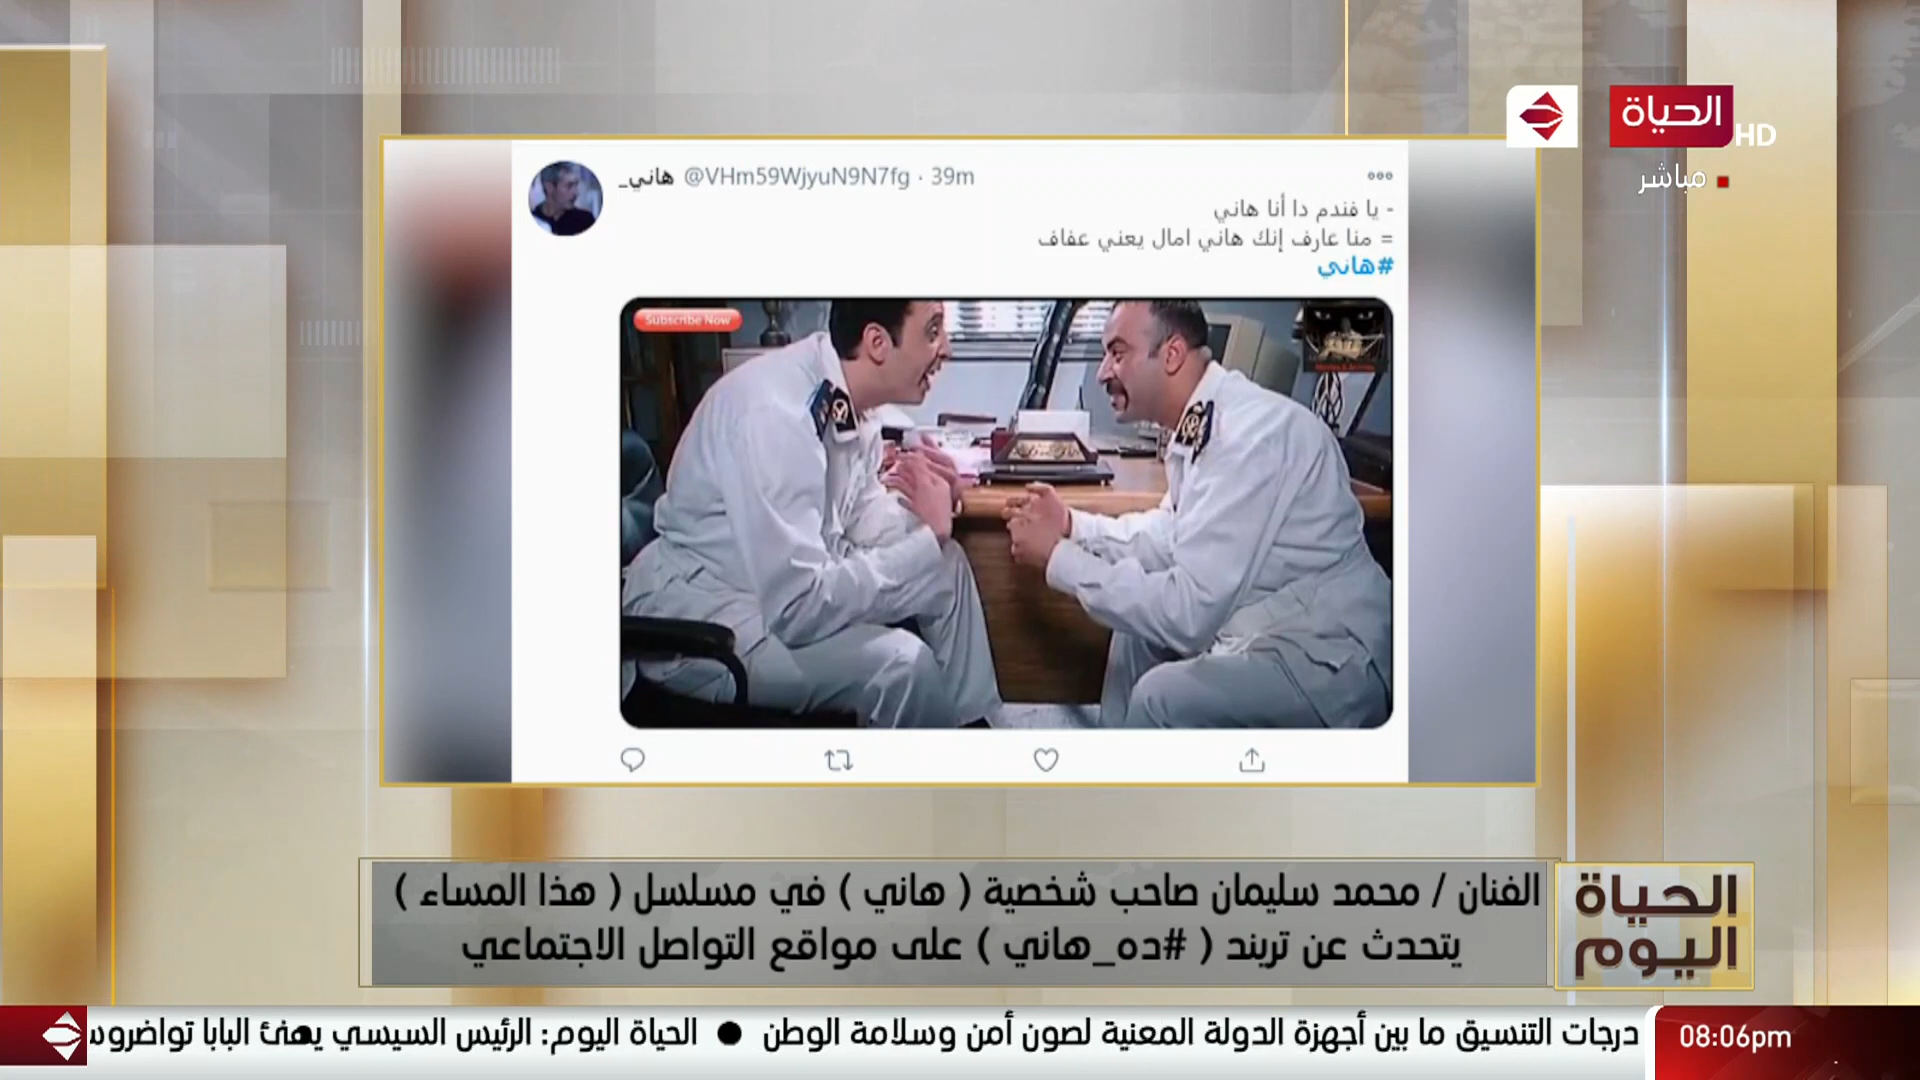 الحياة
HD
مباشر
هاني_ @VHm59WjyuN9N7fg · 39m
- يا فندم دا أنا هاني
= منا عارف إنك هاني امال يعني عفاف
#هاني
Subscribe Now
الفنان / محمد سليمان صاحب شخصية ( هاني ) في مسلسل ( هذا المساء )
يتحدث عن تريند ( #ده_هاني ) على مواقع التواصل الاجتماعي
الحياة
اليوم
درجات التنسيق ما بين أجهزة الدولة المعنية لصون أمن وسلامة الوطن ● الحياة اليوم: الرئيس السيسي يهنئ البابا تواضروس
08:06pm